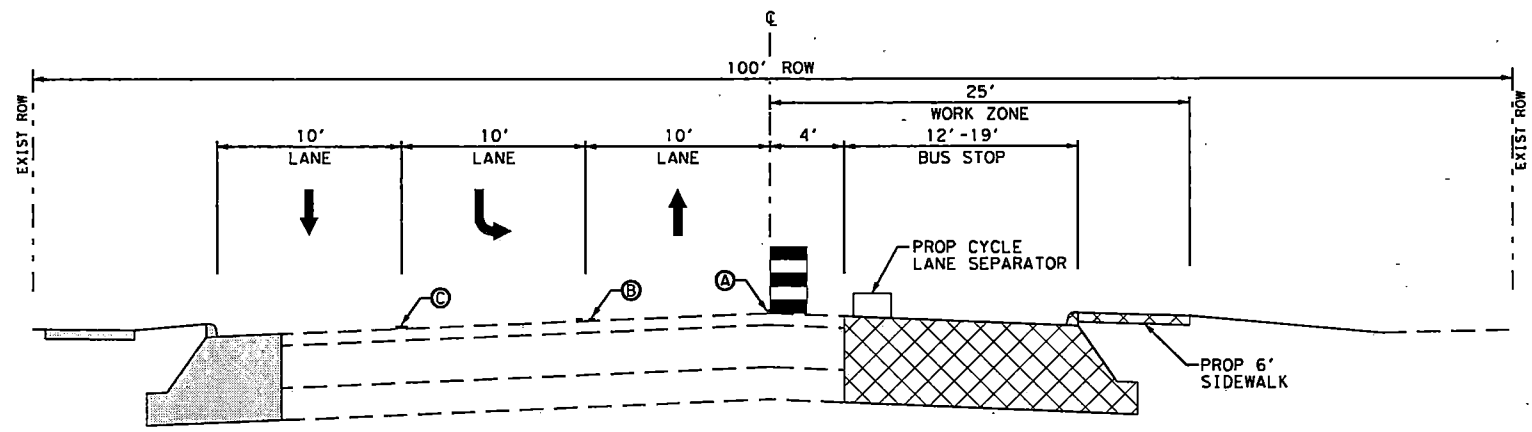 ℄
100' ROW
EXIST ROW
EXIST ROW
25'
WORK ZONE
10'
LANE
10'
LANE
10'
LANE
4'
12'-19'
BUS STOP
PROP CYCLE
LANE SEPARATOR
A
B
C
PROP 6'
SIDEWALK